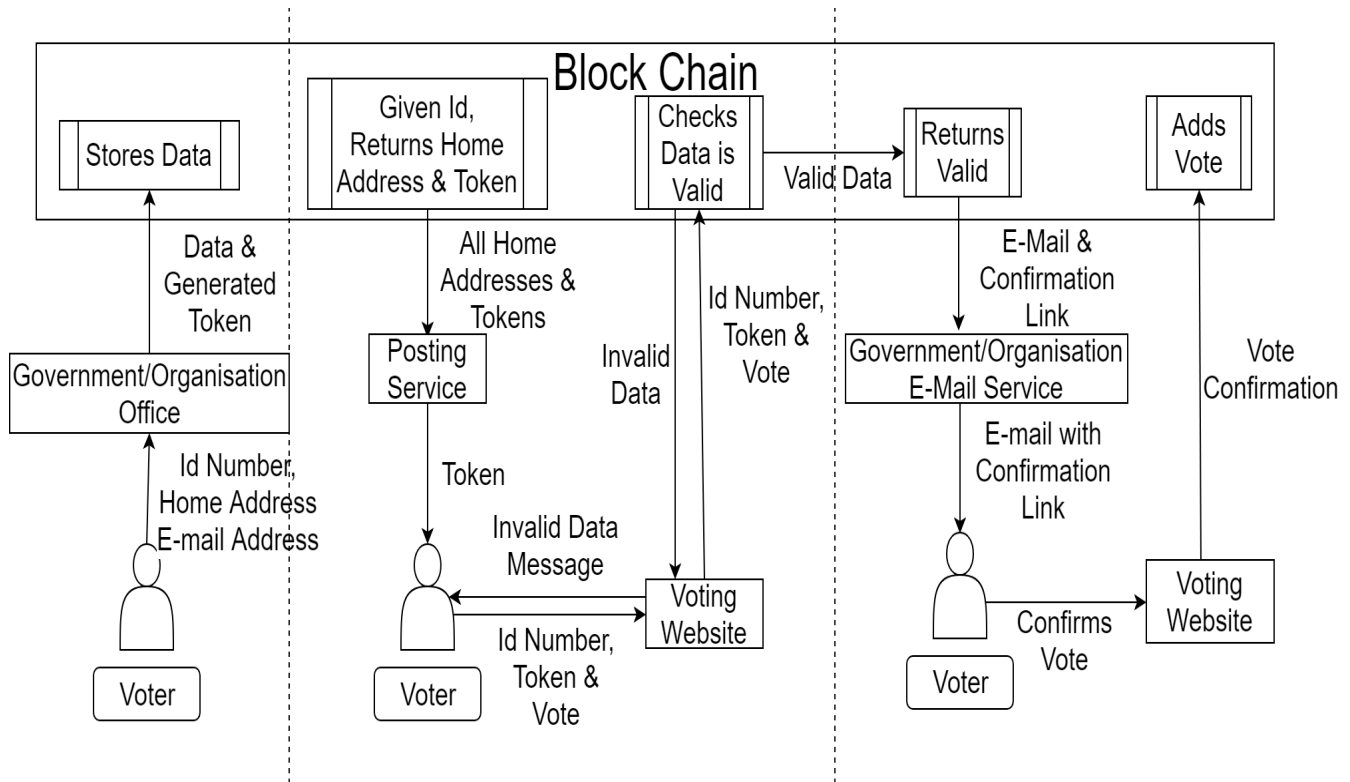 Block Chain
Stores Data
Given Id,
Returns Home
Address & Token
Checks
Data is
Valid
Valid Data
Returns
Valid
Adds
Vote
Data &
Generated
Token
All Home
Addresses &
Tokens
Invalid
Data
Id Number,
Token &
Vote
E-Mail &
Confirmation
Link
Vote
Confirmation
Government/Organisation
Office
Posting
Service
Government/Organisation
E-Mail Service
Id Number,
Home Address
E-mail Address
Token
Invalid Data
Message
E-mail with
Confirmation
Link
Voting
Website
Id Number,
Token &
Vote
Confirms
Vote
Voting
Website
Voter
Voter
Voter